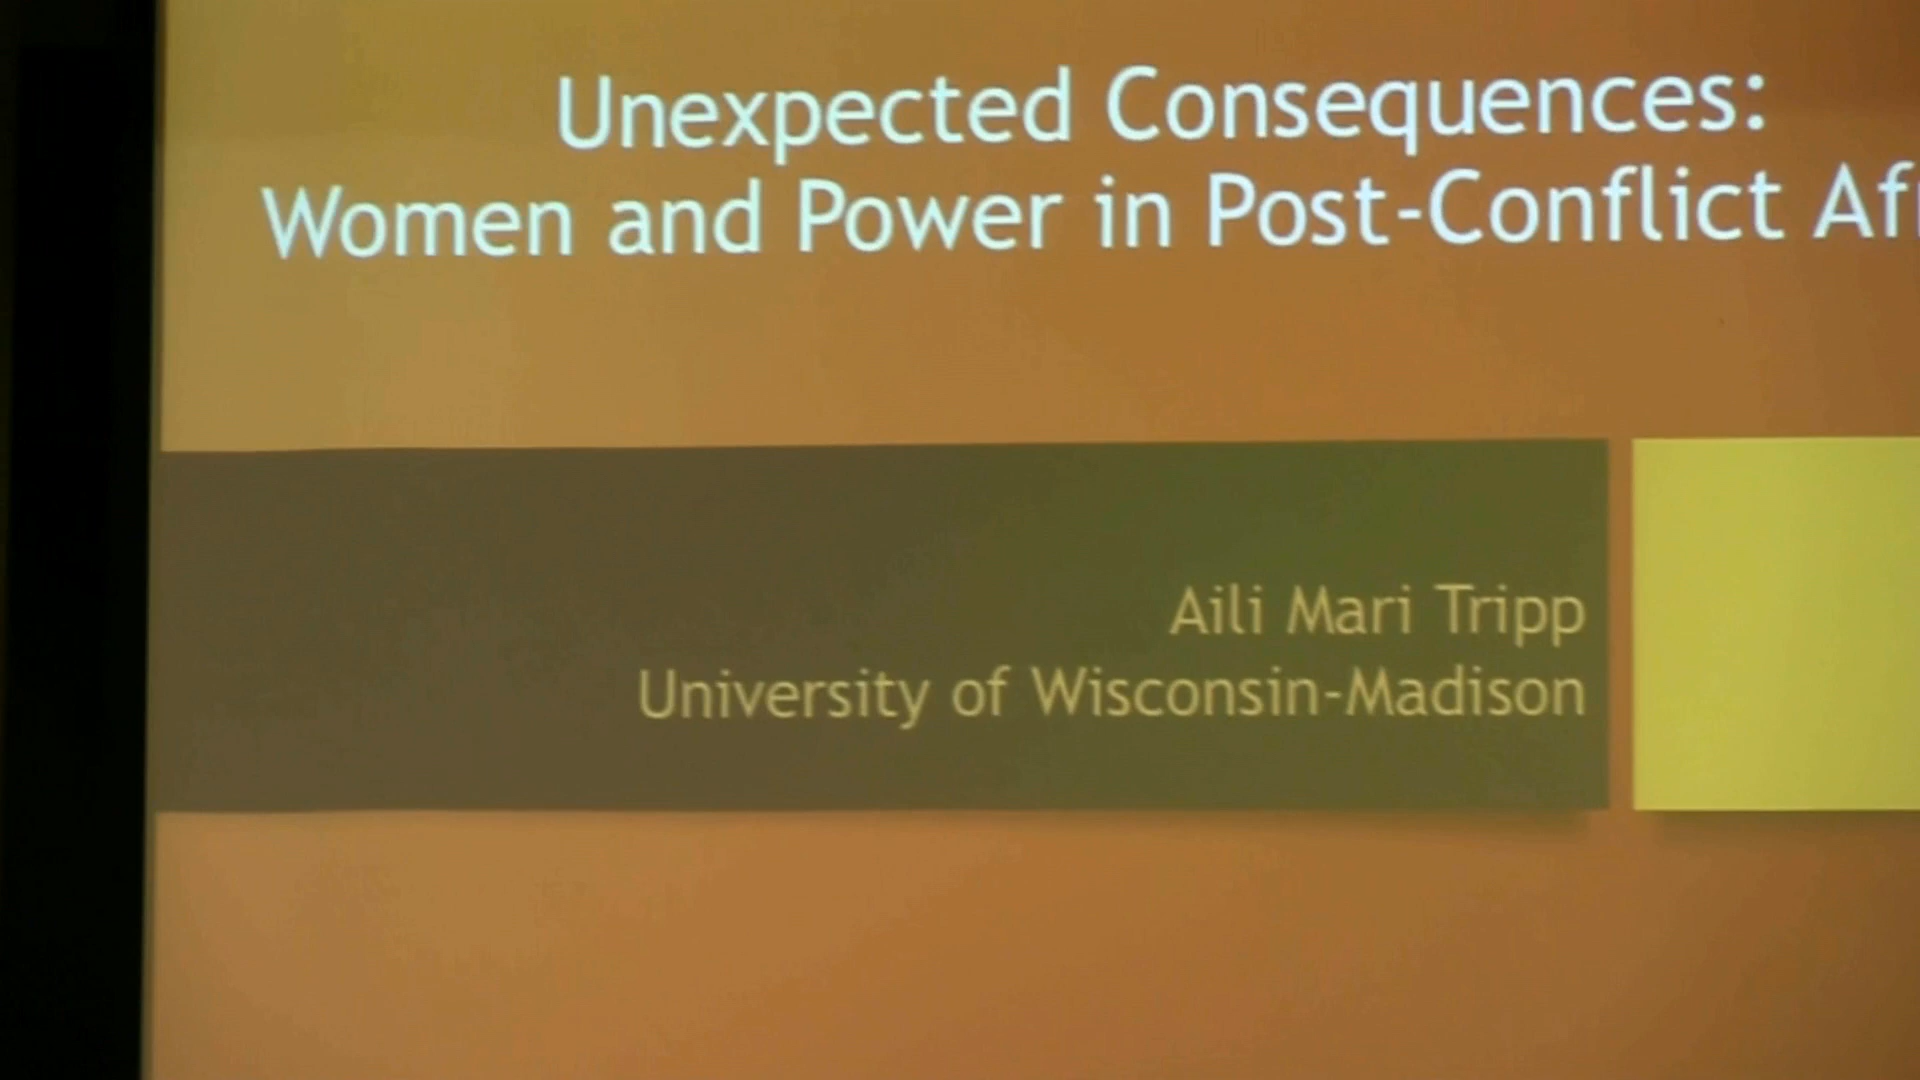 Unexpected Consequences:
Women and Power in Post-Conflict
Aili Mari Tripp
University of Wisconsin-Madison